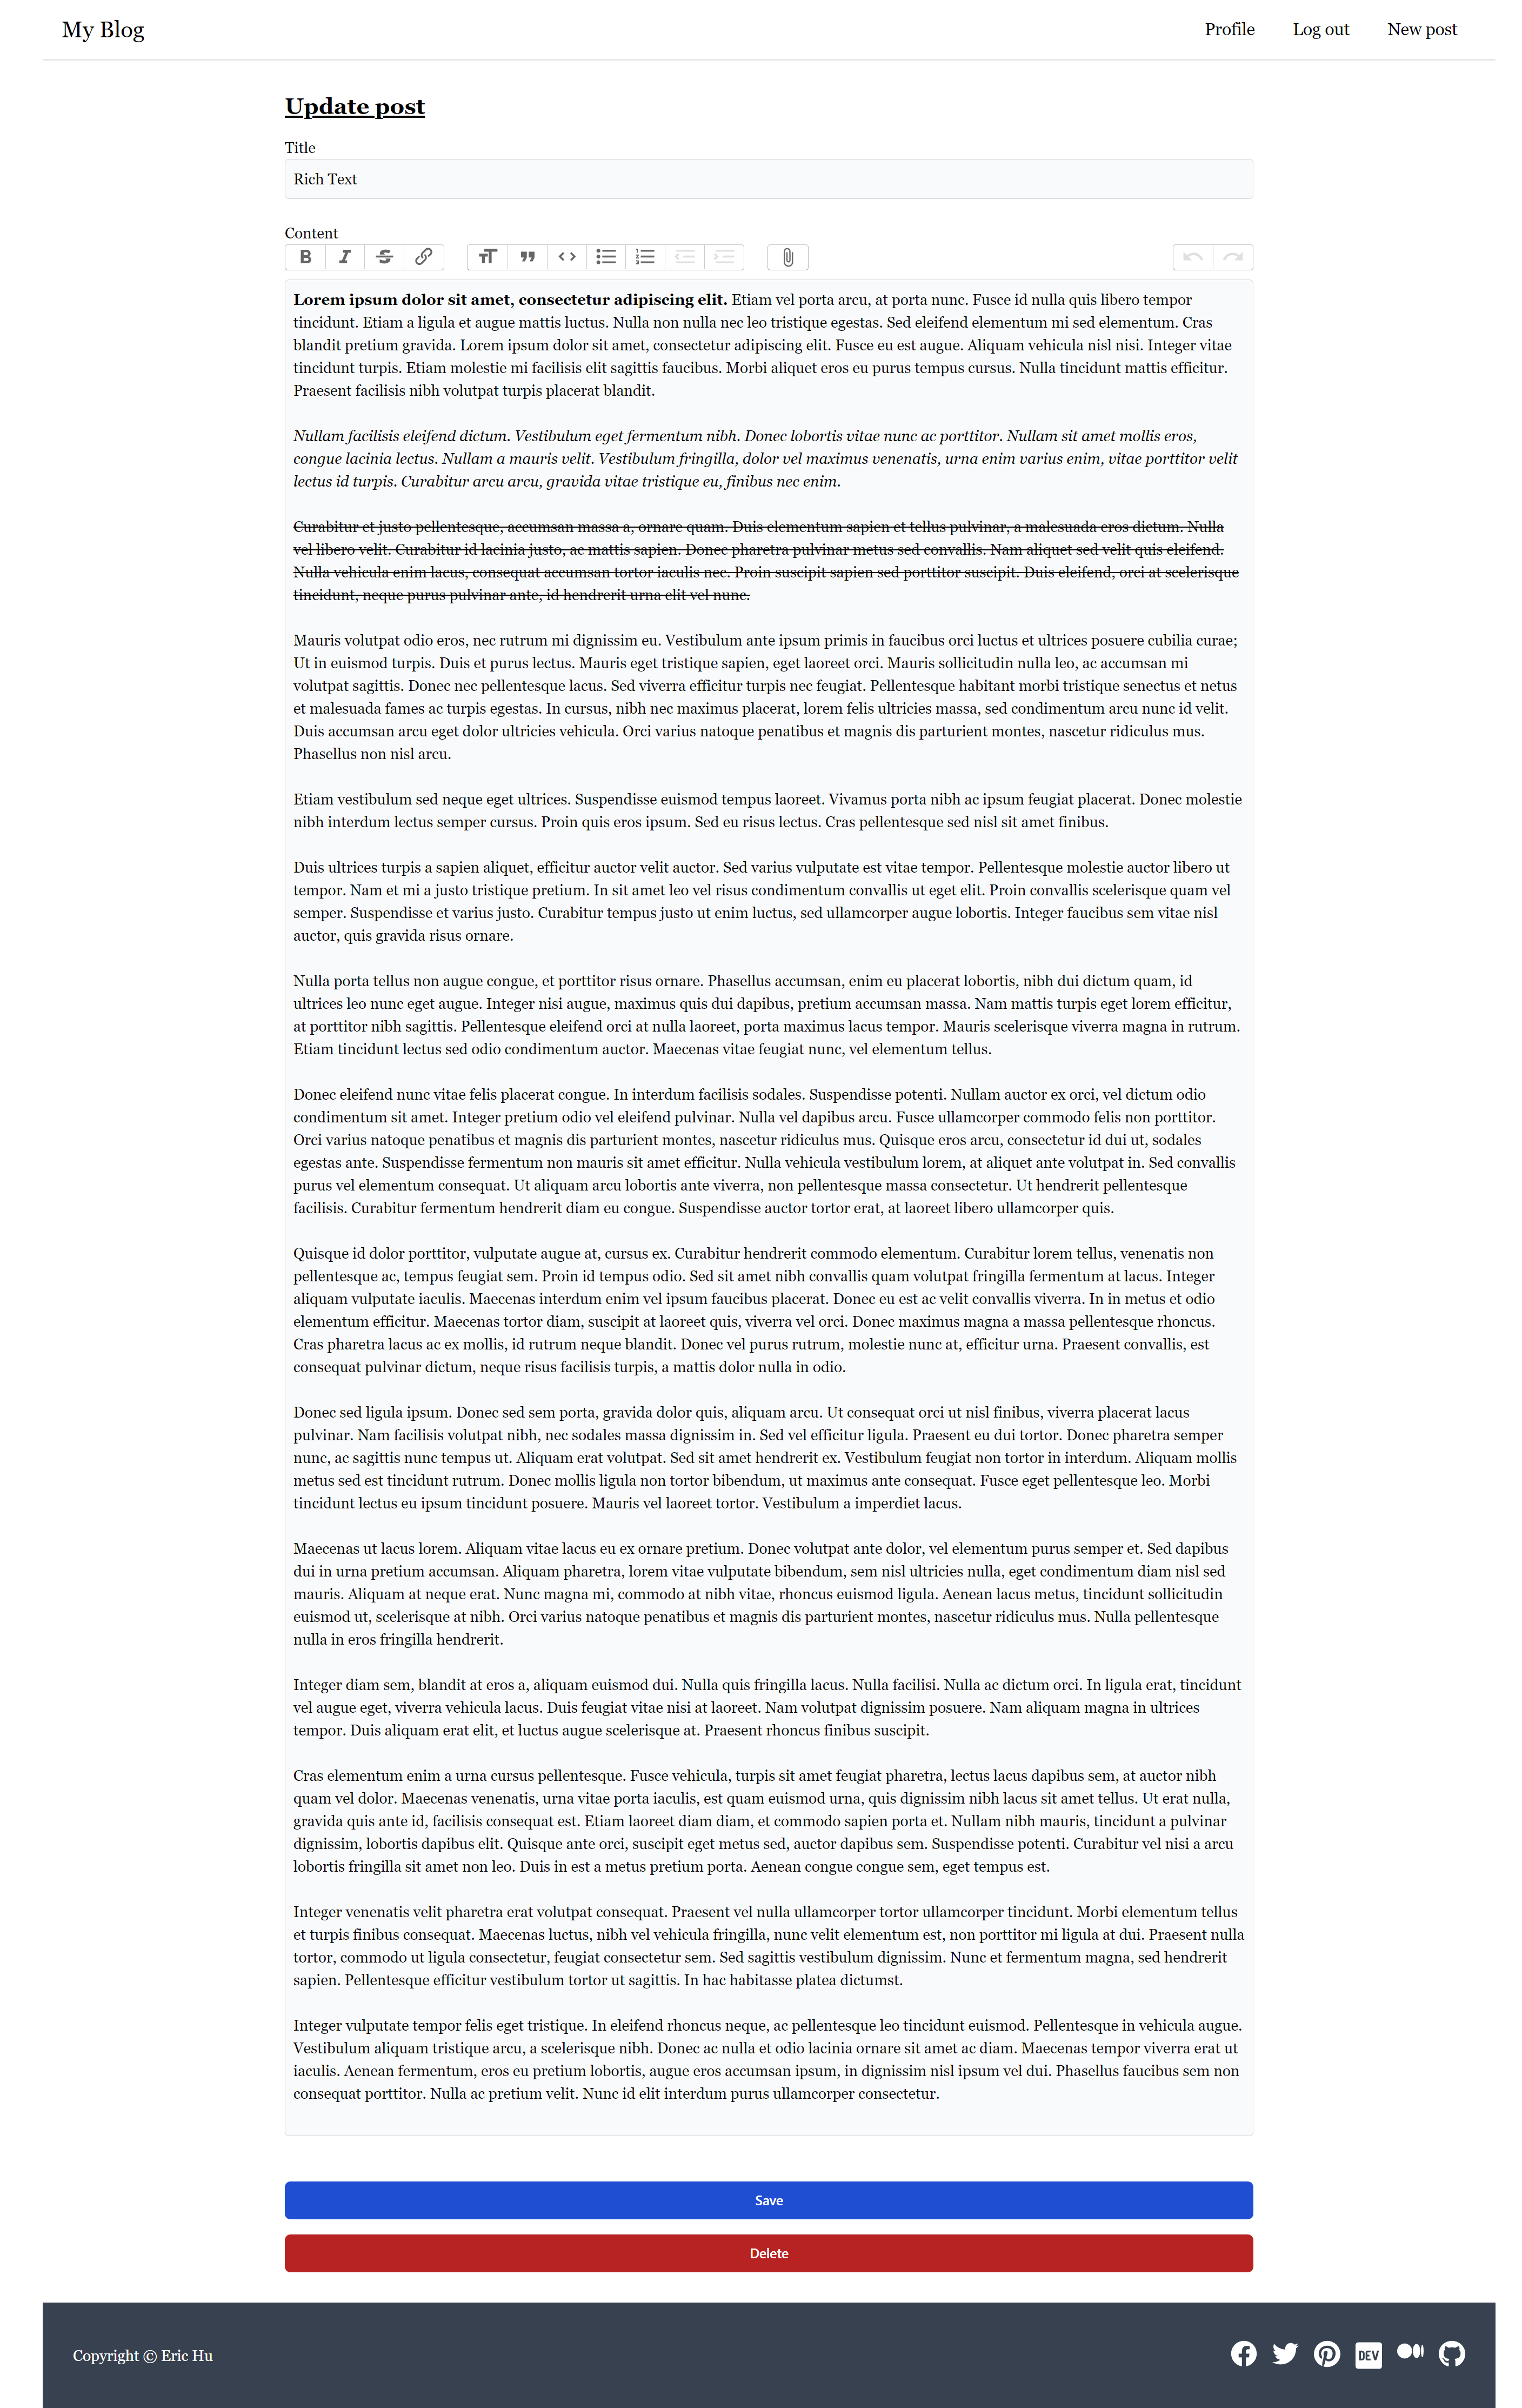 My Blog
Profile
Log out
New post
Update post
Title
Rich Text
Content
Lorem ipsum dolor sit amet, consectetur adipiscing elit. Etiam vel porta arcu, at porta nunc. Fusce id nulla quis libero tempor
tincidunt. Etiam a ligula et augue mattis luctus. Nulla non nulla nec leo tristique egestas. Sed eleifend elementum mi sed elementum. Cras
blandit pretium gravida. Lorem ipsum dolor sit amet, consectetur adipiscing elit. Fusce eu est augue. Aliquam vehicula nisl nisi. Integer vitae
tincidunt turpis. Etiam molestie mi facilisis elit sagittis faucibus. Morbi aliquet eros eu purus tempus cursus. Nulla tincidunt mattis efficitur.
Praesent facilisis nibh volutpat turpis placerat blandit.
Nullam facilisis eleifend dictum. Vestibulum eget fermentum nibh. Donec lobortis vitae nunc ac porttitor. Nullam sit amet mollis eros,
congue lacinia lectus. Nullam a mauris velit. Vestibulum fringilla, dolor vel maximus venenatis, urna enim varius enim, vitae porttitor velit
lectus id turpis. Curabitur arcu arcu, gravida vitae tristique eu, finibus nec enim.
Curabitur et justo pellentesque, accumsan massa a, ornare quam. Duis elementum sapien et tellus pulvinar, a malesuada eros dictum. Nulla
vel libero velit. Curabitur id lacinia justo, ac mattis sapien. Donec pharetra pulvinar metus sed convallis. Nam aliquet sed velit quis eleifend.
Nulla vehicula enim lacus, consequat accumsan tortor iaculis nec. Proin suscipit sapien sed porttitor suscipit. Duis eleifend, orci at scelerisque
tincidunt, neque purus pulvinar ante, id hendrerit urna elit vel nunc.
Mauris volutpat odio eros, nec rutrum mi dignissim eu. Vestibulum ante ipsum primis in faucibus orci luctus et ultrices posuere cubilia curae;
Ut in euismod turpis. Duis et purus lectus. Mauris eget tristique sapien, eget laoreet orci. Mauris sollicitudin nulla leo, ac accumsan mi
volutpat sagittis. Donec nec pellentesque lacus. Sed viverra efficitur turpis nec feugiat. Pellentesque habitant morbi tristique senectus et netus
et malesuada fames ac turpis egestas. In cursus, nibh nec maximus placerat, lorem felis ultricies massa, sed condimentum arcu nunc id velit.
Duis accumsan arcu eget dolor ultricies vehicula. Orci varius natoque penatibus et magnis dis parturient montes, nascetur ridiculus mus.
Phasellus non nisl arcu.
Etiam vestibulum sed neque eget ultrices. Suspendisse euismod tempus laoreet. Vivamus porta nibh ac ipsum feugiat placerat. Donec molestie
nibh interdum lectus semper cursus. Proin quis eros ipsum. Sed eu risus lectus. Cras pellentesque sed nisl sit amet finibus.
Duis ultrices turpis a sapien aliquet, efficitur auctor velit auctor. Sed varius vulputate est vitae tempor. Pellentesque molestie auctor libero ut
tempor. Nam et mi a justo tristique pretium. In sit amet leo vel risus condimentum convallis ut eget elit. Proin convallis scelerisque quam vel
semper. Suspendisse et varius justo. Curabitur tempus justo ut enim luctus, sed ullamcorper augue lobortis. Integer faucibus sem vitae nisl
auctor, quis gravida risus ornare.
Nulla porta tellus non augue congue, et porttitor risus ornare. Phasellus accumsan, enim eu placerat lobortis, nibh dui dictum quam, id
ultrices leo nunc eget augue. Integer nisi augue, maximus quis dui dapibus, pretium accumsan massa. Nam mattis turpis eget lorem efficitur,
at porttitor nibh sagittis. Pellentesque eleifend orci at nulla laoreet, porta maximus lacus tempor. Mauris scelerisque viverra magna in rutrum.
Etiam tincidunt lectus sed odio condimentum auctor. Maecenas vitae feugiat nunc, vel elementum tellus.
Donec eleifend nunc vitae felis placerat congue. In interdum facilisis sodales. Suspendisse potenti. Nullam auctor ex orci, vel dictum odio
condimentum sit amet. Integer pretium odio vel eleifend pulvinar. Nulla vel dapibus arcu. Fusce ullamcorper commodo felis non porttitor.
Orci varius natoque penatibus et magnis dis parturient montes, nascetur ridiculus mus. Quisque eros arcu, consectetur id dui ut, sodales
egestas ante. Suspendisse fermentum non mauris sit amet efficitur. Nulla vehicula vestibulum lorem, at aliquet ante volutpat in. Sed convallis
purus vel elementum consequat. Ut aliquam arcu lobortis ante viverra, non pellentesque massa consectetur. Ut hendrerit pellentesque
facilisis. Curabitur fermentum hendrerit diam eu congue. Suspendisse auctor tortor erat, at laoreet libero ullamcorper quis.
Quisque id dolor porttitor, vulputate augue at, cursus ex. Curabitur hendrerit commodo elementum. Curabitur lorem tellus, venenatis non
pellentesque ac, tempus feugiat sem. Proin id tempus odio. Sed sit amet nibh convallis quam volutpat fringilla fermentum at lacus. Integer
aliquam vulputate iaculis. Maecenas interdum enim vel ipsum faucibus placerat. Donec eu est ac velit convallis viverra. In in metus et odio
elementum efficitur. Maecenas tortor diam, suscipit at laoreet quis, viverra vel orci. Donec maximus magna a massa pellentesque rhoncus.
Cras pharetra lacus ac ex mollis, id rutrum neque blandit. Donec vel purus rutrum, molestie nunc at, efficitur urna. Praesent convallis, est
consequat pulvinar dictum, neque risus facilisis turpis, a mattis dolor nulla in odio.
Donec sed ligula ipsum. Donec sed sem porta, gravida dolor quis, aliquam arcu. Ut consequat orci ut nisl finibus, viverra placerat lacus
pulvinar. Nam facilisis volutpat nibh, nec sodales massa dignissim in. Sed vel efficitur ligula. Praesent eu dui tortor. Donec pharetra semper
nunc, ac sagittis nunc tempus ut. Aliquam erat volutpat. Sed sit amet hendrerit ex. Vestibulum feugiat non tortor in interdum. Aliquam mollis
metus sed est tincidunt rutrum. Donec mollis ligula non tortor bibendum, ut maximus ante consequat. Fusce eget pellentesque leo. Morbi
tincidunt lectus eu ipsum tincidunt posuere. Mauris vel laoreet tortor. Vestibulum a imperdiet lacus.
Maecenas ut lacus lorem. Aliquam vitae lacus eu ex ornare pretium. Donec volutpat ante dolor, vel elementum purus semper et. Sed dapibus
dui in urna pretium accumsan. Aliquam pharetra, lorem vitae vulputate bibendum, sem nisl ultricies nulla, eget condimentum diam nisl sed
mauris. Aliquam at neque erat. Nunc magna mi, commodo at nibh vitae, rhoncus euismod ligula. Aenean lacus metus, tincidunt sollicitudin
euismod ut, scelerisque at nibh. Orci varius natoque penatibus et magnis dis parturient montes, nascetur ridiculus mus. Nulla pellentesque
nulla in eros fringilla hendrerit.
Integer diam sem, blandit at eros a, aliquam euismod dui. Nulla quis fringilla lacus. Nulla facilisi. Nulla ac dictum orci. In ligula erat, tincidunt
vel augue eget, viverra vehicula lacus. Duis feugiat vitae nisi at laoreet. Nam volutpat dignissim posuere. Nam aliquam magna in ultrices
tempor. Duis aliquam erat elit, et luctus augue scelerisque at. Praesent rhoncus finibus suscipit.
Cras elementum enim a urna cursus pellentesque. Fusce vehicula, turpis sit amet feugiat pharetra, lectus lacus dapibus sem, at auctor nibh
quam vel dolor. Maecenas venenatis, urna vitae porta iaculis, est quam euismod urna, quis dignissim nibh lacus sit amet tellus. Ut erat nulla,
gravida quis ante id, facilisis consequat est. Etiam laoreet diam diam, et commodo sapien porta et. Nullam nibh mauris, tincidunt a pulvinar
dignissim, lobortis dapibus elit. Quisque ante orci, suscipit eget metus sed, auctor dapibus sem. Suspendisse potenti. Curabitur vel nisi a arcu
lobortis fringilla sit amet non leo. Duis in est a metus pretium porta. Aenean congue congue sem, eget tempus est.
Integer venenatis velit pharetra erat volutpat consequat. Praesent vel nulla ullamcorper tortor ullamcorper tincidunt. Morbi elementum tellus
et turpis finibus consequat. Maecenas luctus, nibh vel vehicula fringilla, nunc velit elementum est, non porttitor mi ligula at dui. Praesent nulla
tortor, commodo ut ligula consectetur, feugiat consectetur sem. Sed sagittis vestibulum dignissim. Nunc et fermentum magna, sed hendrerit
sapien. Pellentesque efficitur vestibulum tortor ut sagittis. In hac habitasse platea dictumst.
Integer vulputate tempor felis eget tristique. In eleifend rhoncus neque, ac pellentesque leo tincidunt euismod. Pellentesque in vehicula augue.
Vestibulum aliquam tristique arcu, a scelerisque nibh. Donec ac nulla et odio lacinia ornare sit amet ac diam. Maecenas tempor viverra erat ut
iaculis. Aenean fermentum, eros eu pretium lobortis, augue eros accumsan ipsum, in dignissim nisl ipsum vel dui. Phasellus faucibus sem non
consequat porttitor. Nulla ac pretium velit. Nunc id elit interdum purus ullamcorper consectetur.
Save
Delete
Copyright © Eric Hu
DEV